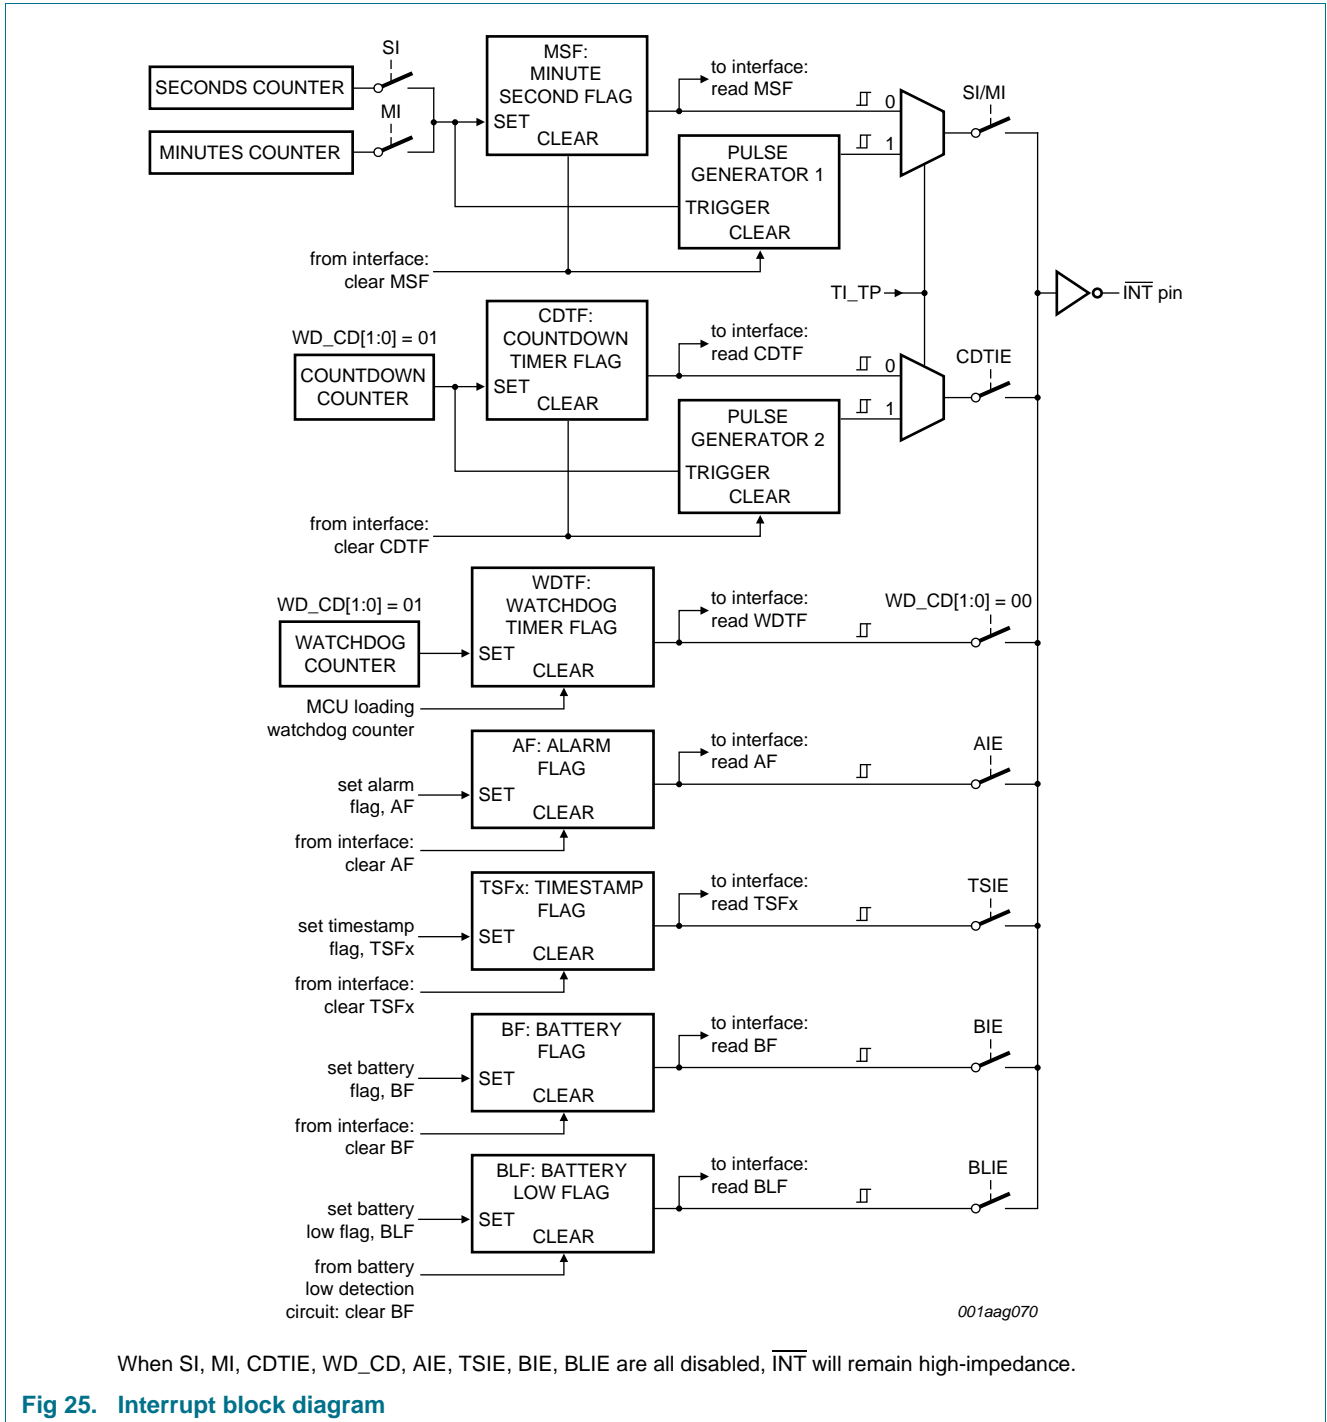 SI
SECONDS COUNTER
MI
MINUTES COUNTER
MSF:
MINUTE
SECOND FLAG
SET
CLEAR
to interface:
read MSF
0
1
SI/MI
PULSE
GENERATOR 1
TRIGGER
CLEAR
from interface:
clear MSF
TI_TP
INT pin
WD_CD[1:0] = 01
COUNTDOWN
COUNTER
CDTF:
COUNTDOWN
TIMER FLAG
SET
CLEAR
to interface:
read CDTF
0
1
CDTIE
PULSE
GENERATOR 2
TRIGGER
CLEAR
from interface:
clear CDTF
WD_CD[1:0] = 01
WATCHDOG
COUNTER
WDTF:
WATCHDOG
TIMER FLAG
SET
CLEAR
to interface:
read WDTF
WD_CD[1:0] = 00
MCU loading
watchdog counter
AF: ALARM
FLAG
SET
CLEAR
to interface:
read AF
AIE
set alarm
flag, AF
from interface:
clear AF
TSFx: TIMESTAMP
FLAG
SET
CLEAR
to interface:
read TSFx
TSIE
set timestamp
flag, TSFx
from interface:
clear TSFx
BF: BATTERY
FLAG
SET
CLEAR
to interface:
read BF
BIE
set battery
flag, BF
from interface:
clear BF
BLF: BATTERY
LOW FLAG
SET
CLEAR
to interface:
read BLF
BLIE
set battery
low flag, BLF
from battery
low detection
circuit: clear BF
001aag070
When SI, MI, CDTIE, WD_CD, AIE, TSIE, BIE, BLIE are all disabled, INT will remain high-impedance.
Fig 25. Interrupt block diagram